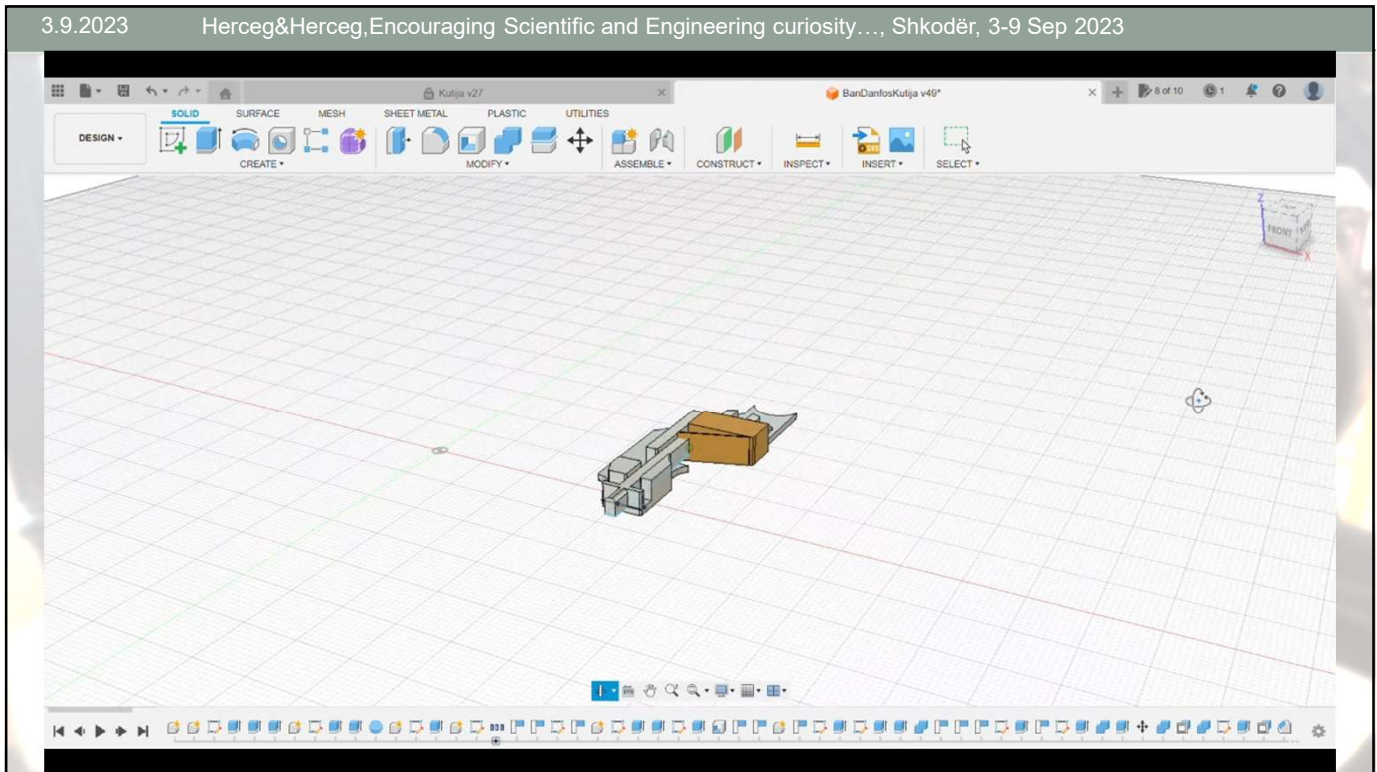 3.9.2023 Herceg&Herceg,Encouraging Scientific and Engineering curiosity…, Shkodër, 3-9 Sep 2023
Kutija v27 BanDanfosKutija v49* 8 of 10 1
SOLID SURFACE MESH SHEET METAL PLASTIC UTILITIES
DESIGN
CREATE MODIFY ASSEMBLE CONSTRUCT INSPECT INSERT SELECT
Z
FRONT
X